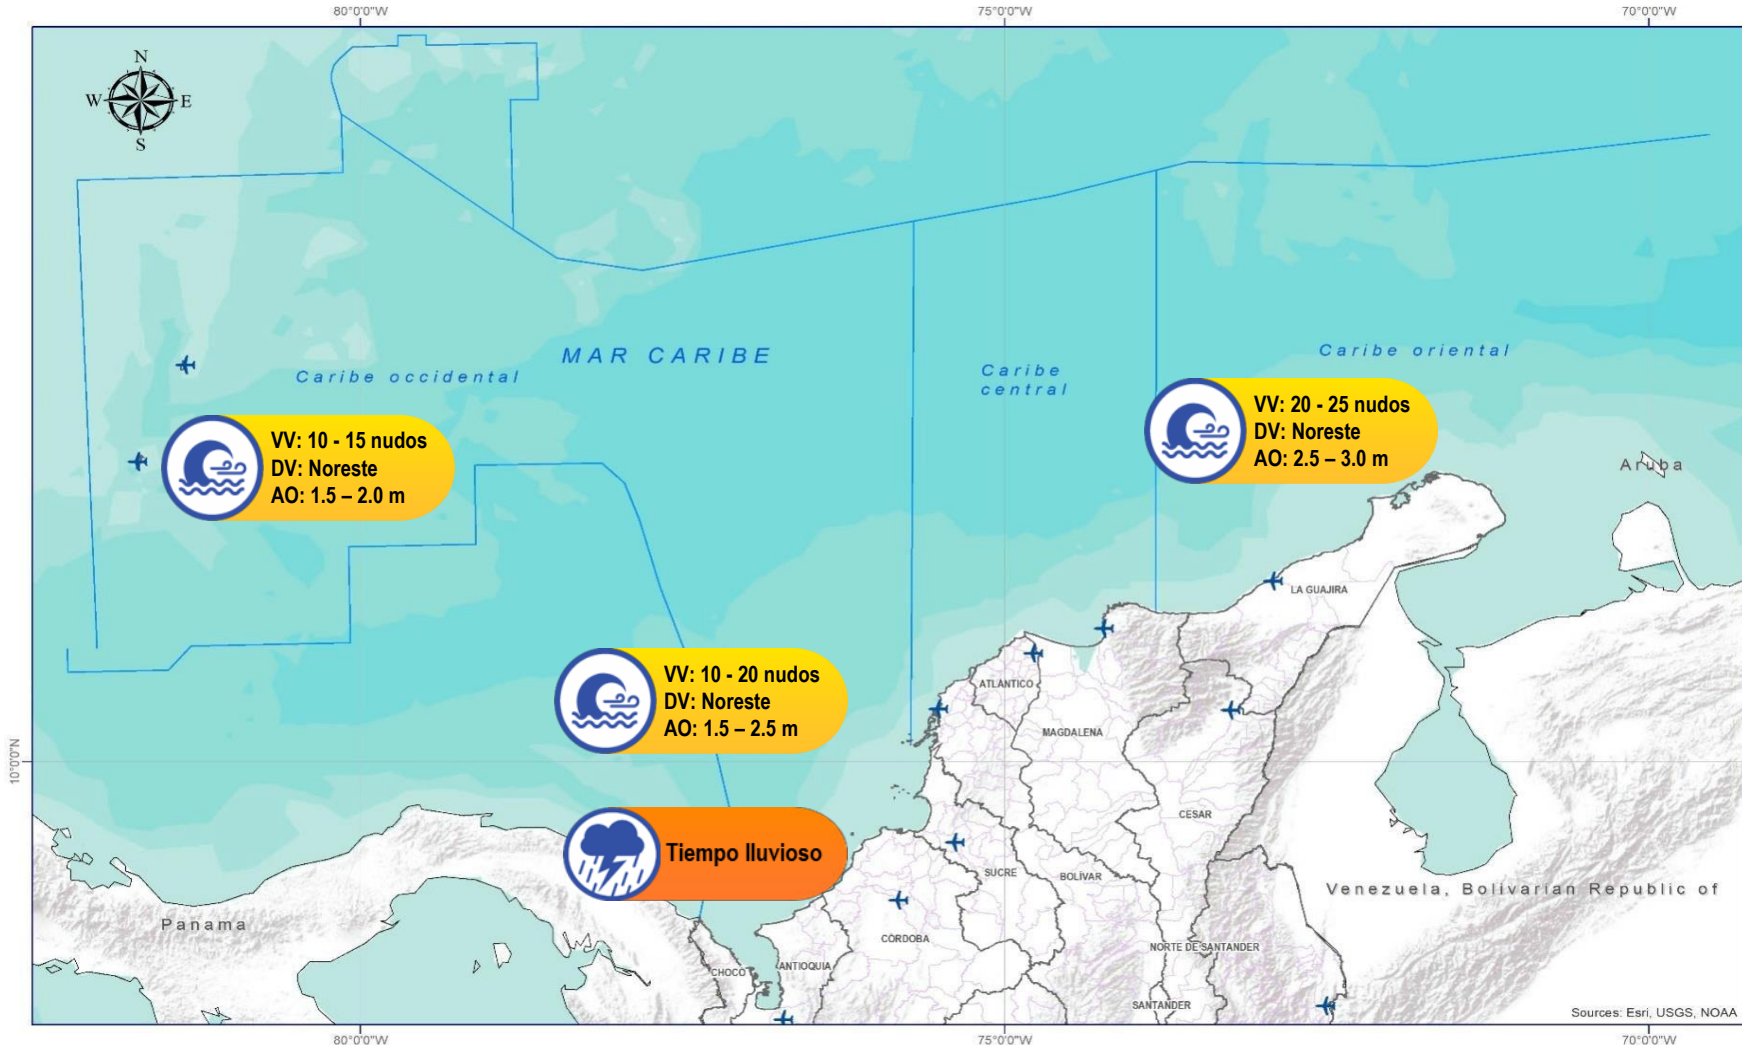 80°0'0"W
75°0'0"W
70°0'0"W
N
W
E
S
MAR CARIBE
Caribe occidental
Caribe
central
Caribe oriental
VV: 10 - 15 nudos
DV: Noreste
AO: 1.5 – 2.0 m
VV: 20 - 25 nudos
DV: Noreste
AO: 2.5 – 3.0 m
Aruba
LA GUAJIRA
VV: 10 - 20 nudos
DV: Noreste
AO: 1.5 – 2.5 m
ATLÁNTICO
MAGDALENA
10°0'0"N
CESAR
Tiempo lluvioso
SUCRE
BOLÍVAR
Venezuela, Bolivarian Republic of
Panama
CÓRDOBA
NORTE DE SANTANDER
CHOCÓ
ANTIOQUIA
SANTANDER
Sources: Esri, USGS, NOAA
80°0'0"W
75°0'0"W
70°0'0"W